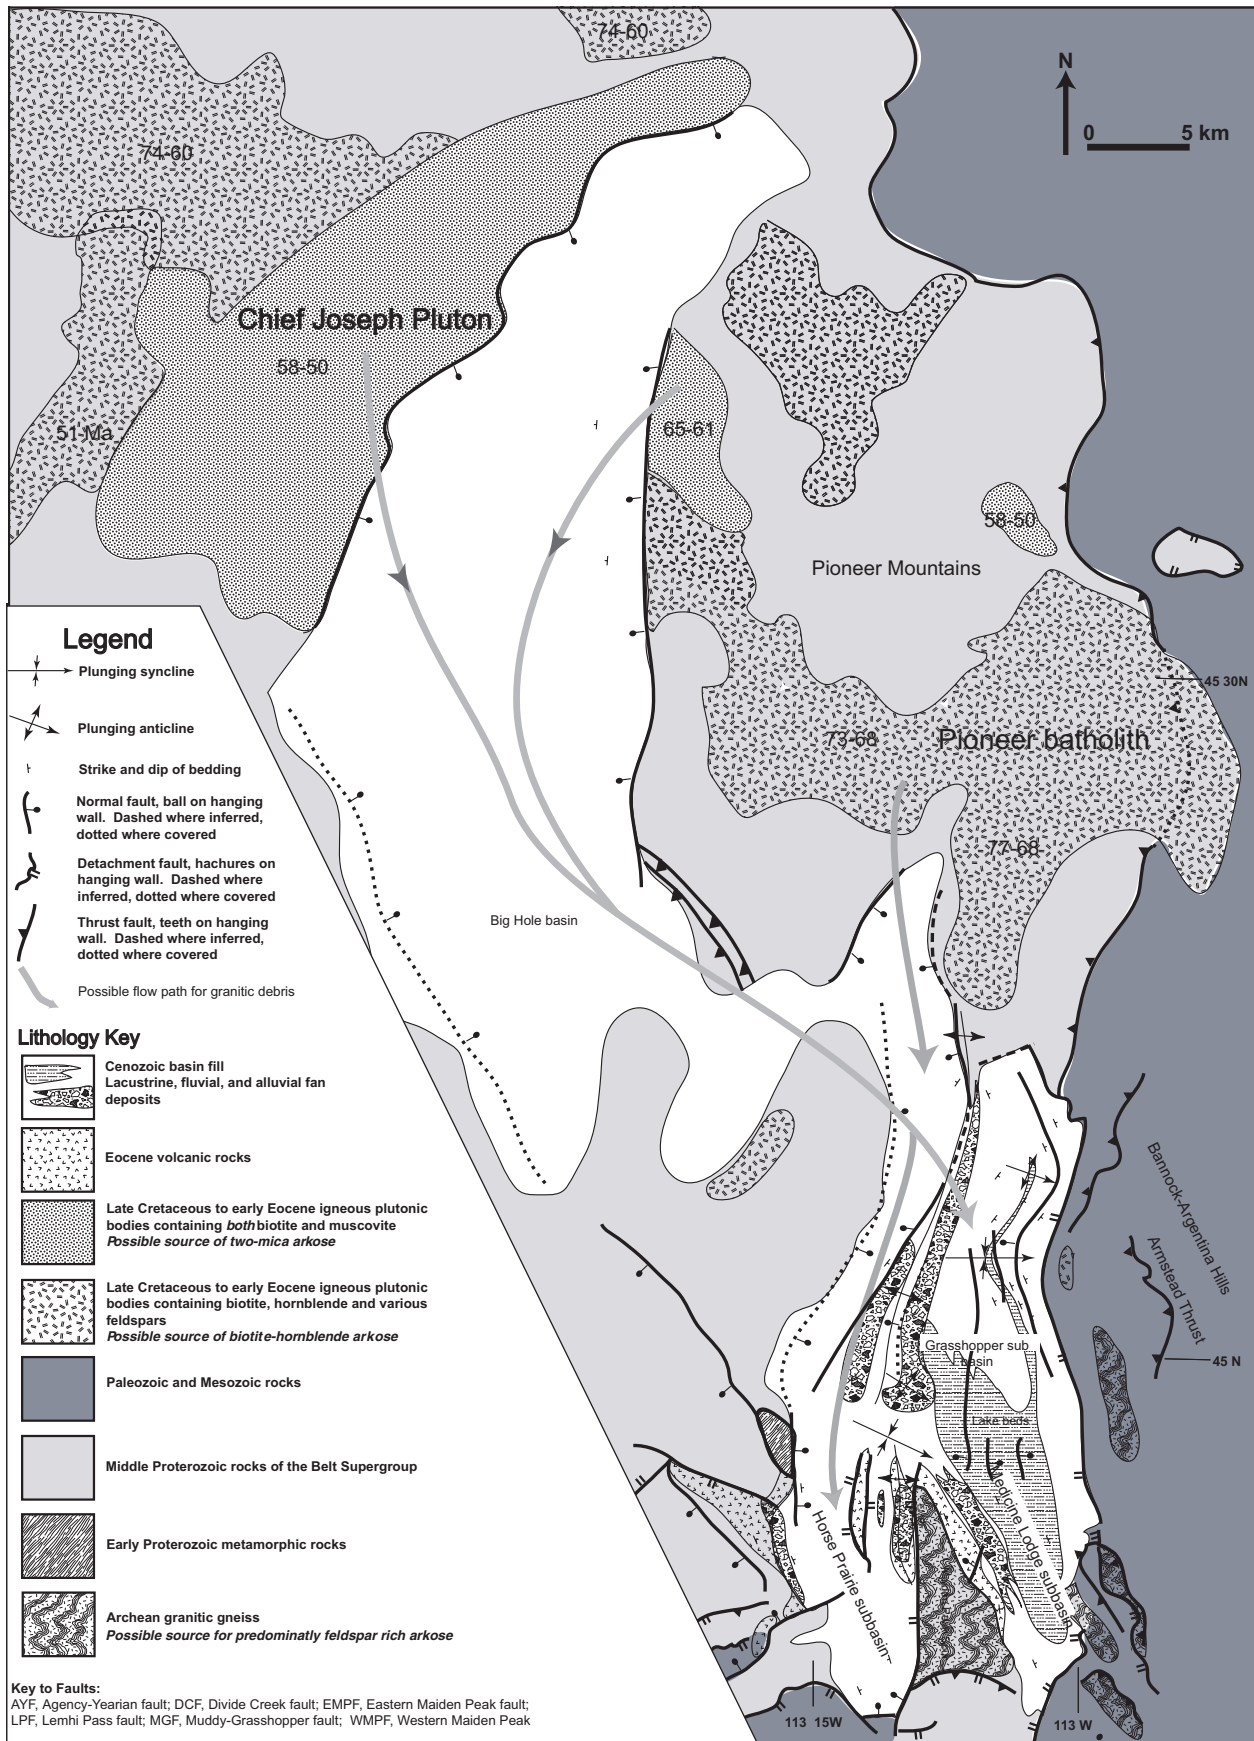 74-60
N
0 5 km
74-60
Chief Joseph Pluton
58-50
65-61
51 Ma
58-50
Pioneer Mountains
45 30N
73-68
Pioneer batholith
77-68
Big Hole basin
Bannock-Argentina Hills
Armstead Thrust
45 N
Grasshopper sub
basin
Lake beds
Medicine Lodge subbasin
Horse Prairie subbasin
113 15W
113 W
Legend
Plunging syncline
Plunging anticline
Strike and dip of bedding
Normal fault, ball on hanging
wall. Dashed where inferred,
dotted where covered
Detachment fault, hachures on
hanging wall. Dashed where
inferred, dotted where covered
Thrust fault, teeth on hanging
wall. Dashed where inferred,
dotted where covered
Possible flow path for granitic debris
Lithology Key
Cenozoic basin fill
Lacustrine, fluvial, and alluvial fan
deposits
Eocene volcanic rocks
Late Cretaceous to early Eocene igneous plutonic
bodies containing both biotite and muscovite
Possible source of two-mica arkose
Late Cretaceous to early Eocene igneous plutonic
bodies containing biotite, hornblende and various
feldspars
Possible source of biotite-hornblende arkose
Paleozoic and Mesozoic rocks
Middle Proterozoic rocks of the Belt Supergroup
Early Proterozoic metamorphic rocks
Archean granitic gneiss
Possible source for predominatly feldspar rich arkose
Key to Faults:
AYF, Agency-Yearian fault; DCF, Divide Creek fault; EMPF, Eastern Maiden Peak fault;
LPF, Lemhi Pass fault; MGF, Muddy-Grasshopper fault; WMPF, Western Maiden Peak